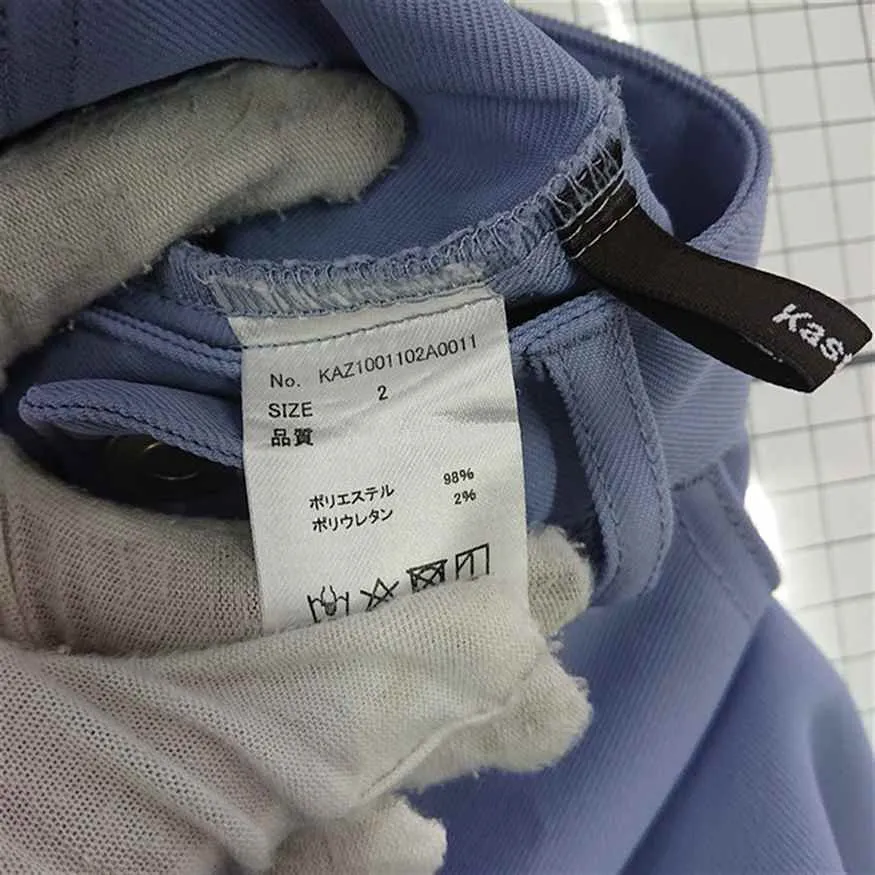 No. KAZ1001102A0011
SIZE 2
品質
ポリエステル 98%
ポリウレタン 2%